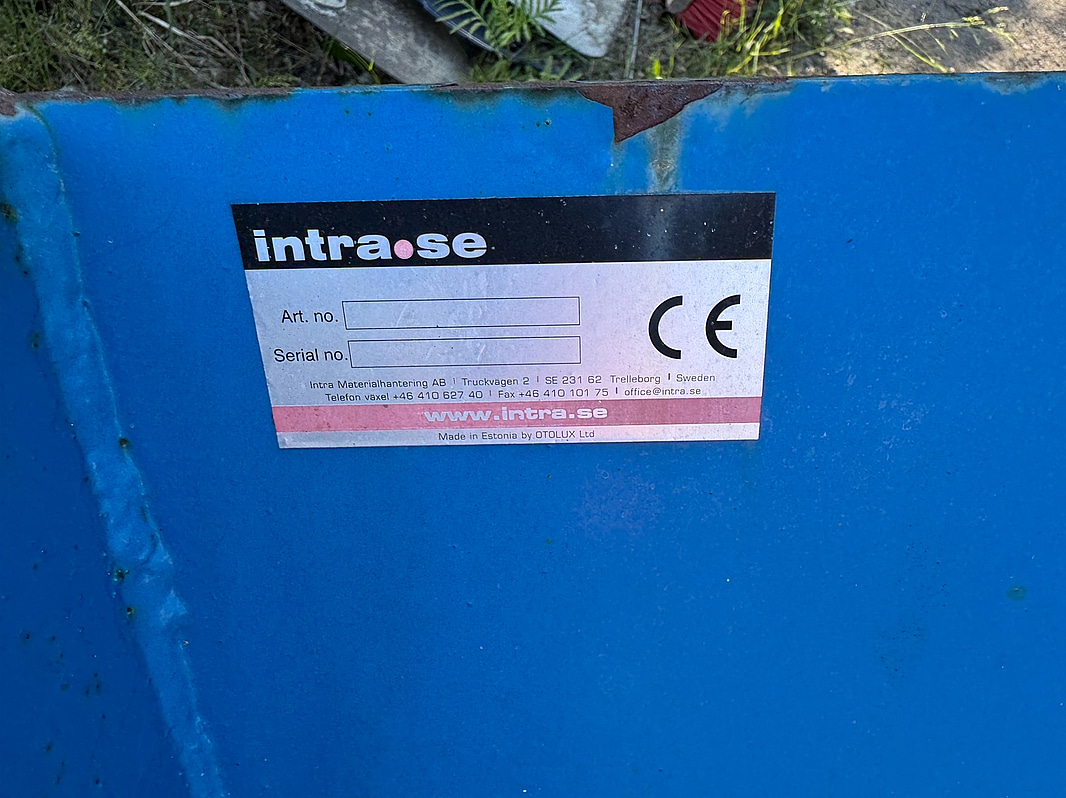 intra.se
Art. no.
CE
Serial no.
Intra Materialhantering AB | Truckvägen 2 | SE 231 62 Trelleborg | Sweden
Telefon växel +46 410 627 40 | Fax +46 410 101 75 | office@intra.se
www.intra.se
Made in Estonia by OTOLUX Ltd